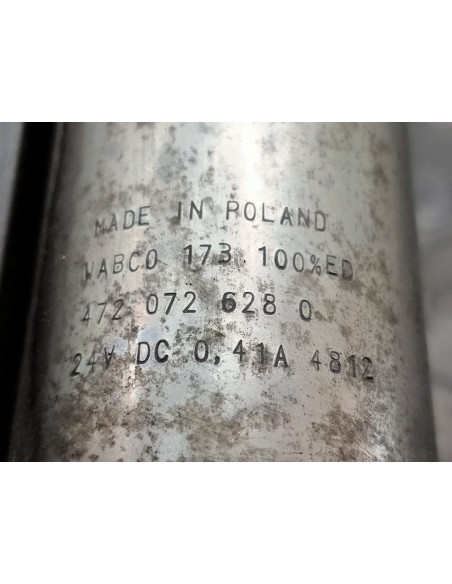 MADE IN POLAND
WABCO 173 100%ED
472 072 628 0
24V DC 0,41A 4812